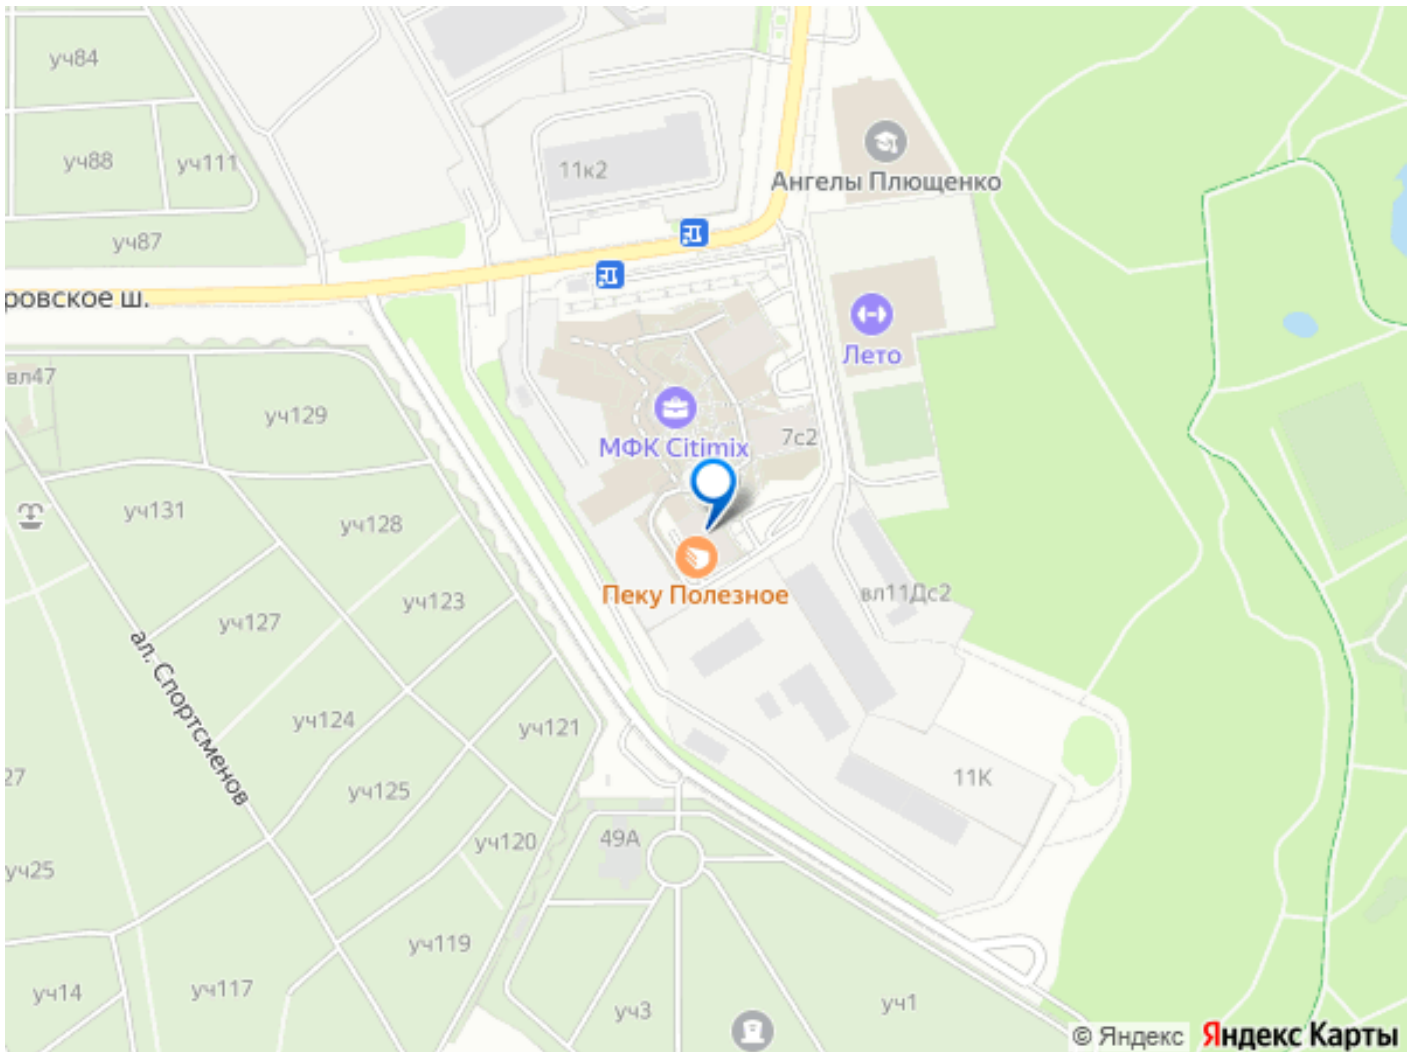 уч84
уч88
уч111
11к2
Ангелы Плющенко
уч87
ровское ш.
Лето
вл47
уч129
МФК Citimix
7с2
уч131
уч128
Пеку Полезное
вл11Дс2
уч123
уч127
ал. Спортсменов
уч124
уч121
27
уч125
11К
49А
уч120
уч25
уч119
уч14
уч117
уч3
уч1
© Яндекс Яндекс Карты